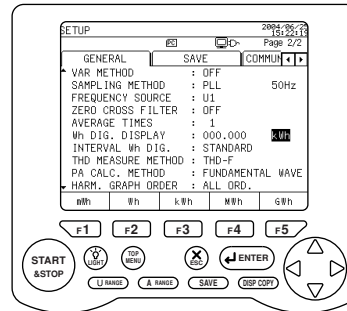 SETUP 2004/06/25
15:22:19
PC Page 2/2
GENERAL SAVE COMMUN
VAR METHOD : OFF
SAMPLING METHOD : PLL 50Hz
FREQUENCY SOURCE : U1
ZERO CROSS FILTER : OFF
AVERAGE TIMES : 1
Wh DIG. DISPLAY : 000.000 kWh
INTERVAL Wh DIG. : STANDARD
THD MEASURE METHOD : THD-F
PA CALC. METHOD : FUNDAMENTAL WAVE
HARM. GRAPH ORDER : ALL ORD.
mWh Wh kWh MWh GWh
F1 F2 F3 F4 F5
START &STOP LIGHT TOP MENU ESC ENTER
U RANGE A RANGE SAVE DISP COPY